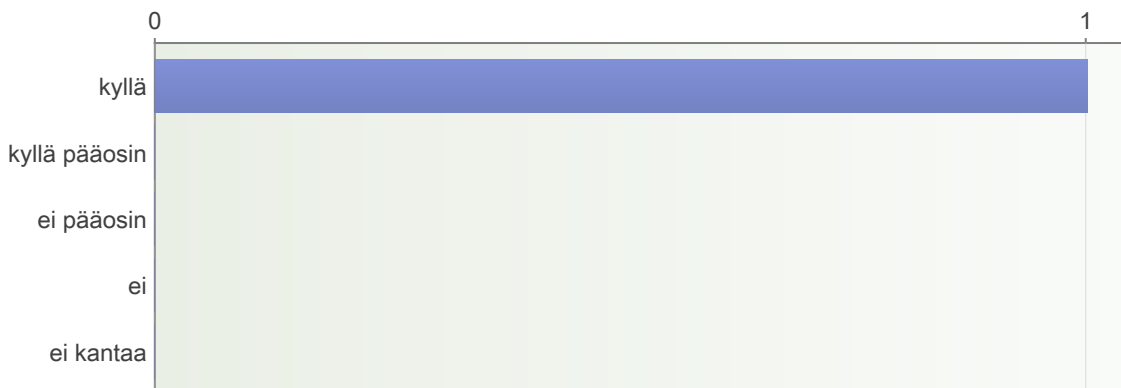 0 1
kyllä
kyllä pääosin
ei pääosin
ei
ei kantaa